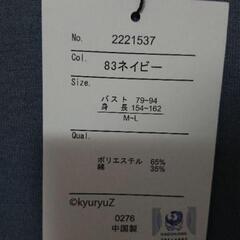 No. 2221537
Col.
83ネイビー
Size.
バスト 79~94
身長 154~162
M~L
Qual.
ポリエステル 65%
綿 35%
©kyuryuZ
0276
中国製